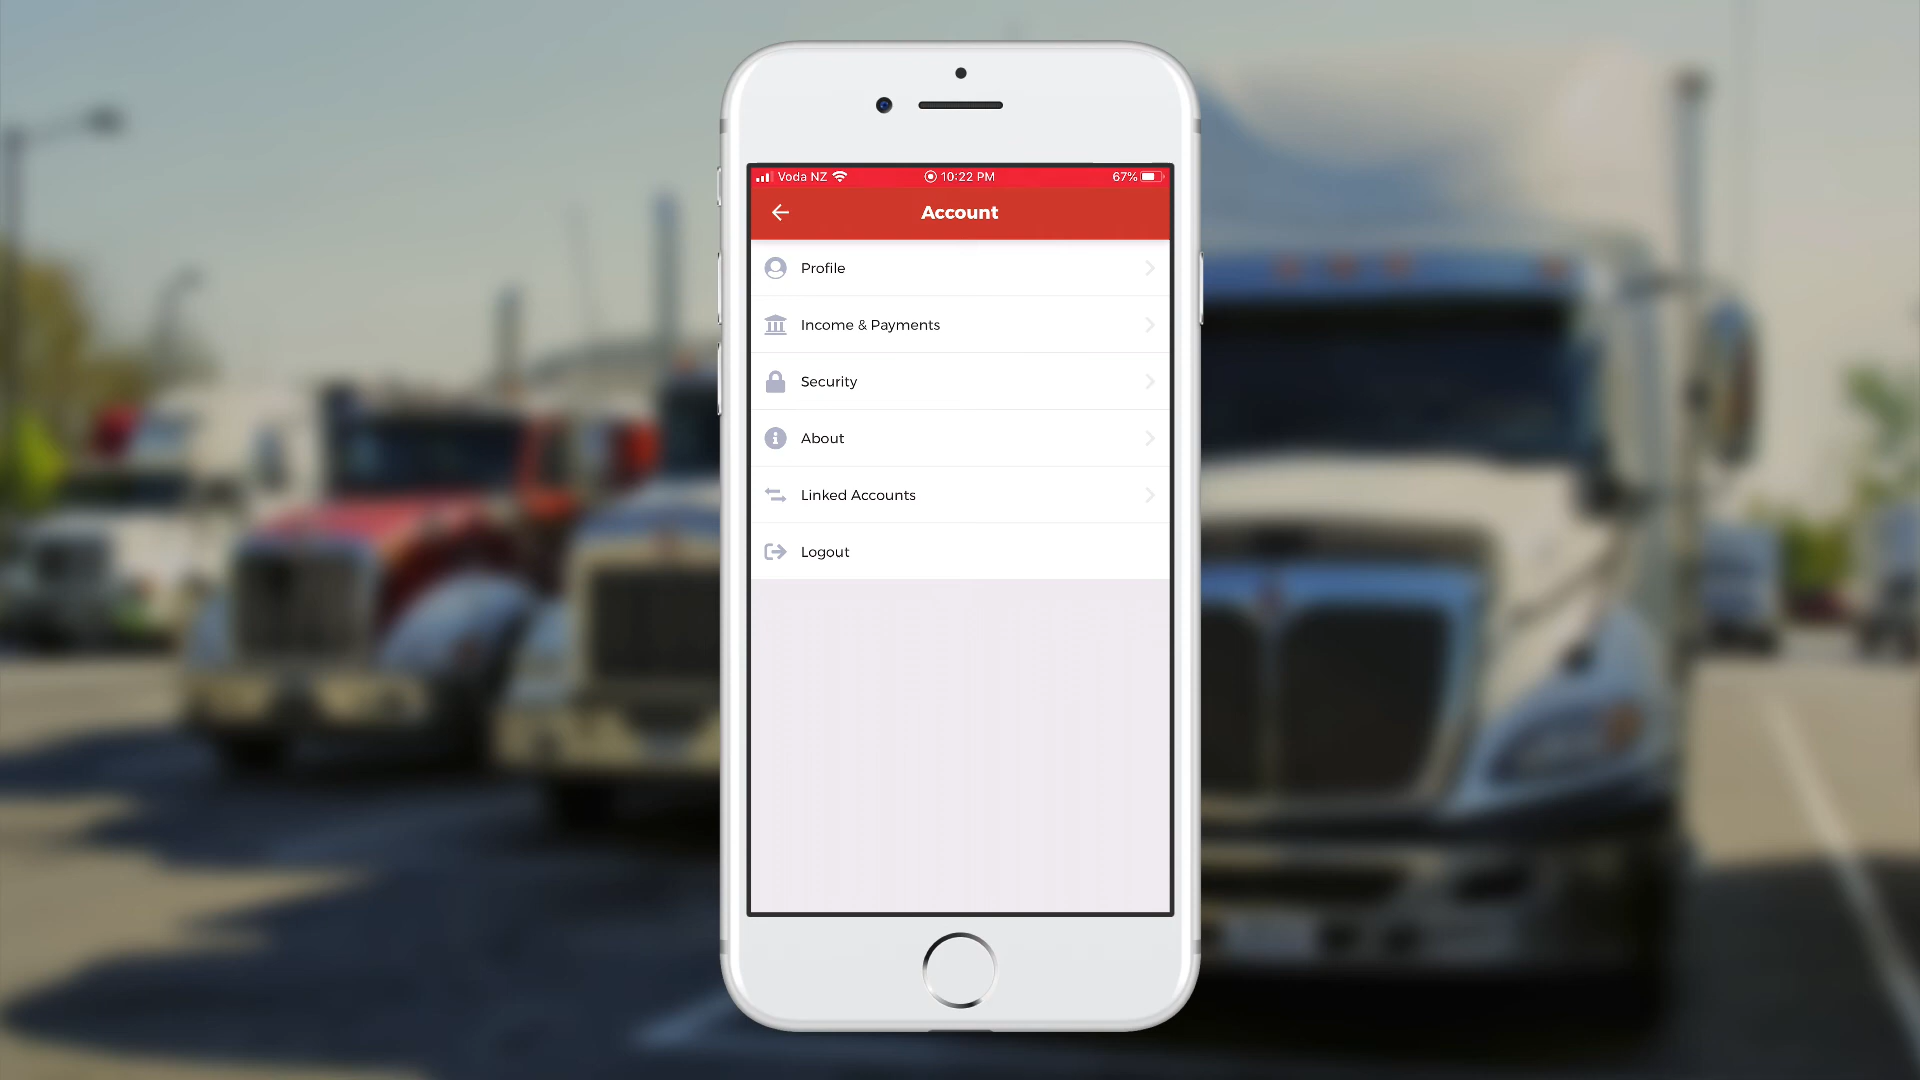 Voda NZ 10:22 PM 67%
Account
Profile
Income & Payments
Security
About
Linked Accounts
Logout